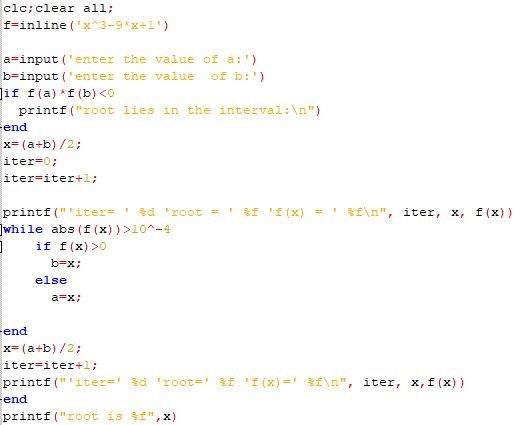 clc;clear all;
f=inline('x^3-9*x+1')
a=input('enter the value of a:')
b=input('enter the value  of b:')
if f(a)*f(b)<0
  printf("root lies in the interval:\n")
end
x=(a+b)/2;
iter=0;
iter=iter+1;
printf("'iter= ' %d 'root = ' %f 'f(x) = ' %f\n", iter, x, f(x))
while abs(f(x))>10^-4
    if f(x)>0
      b=x;
    else
      a=x;
end
x=(a+b)/2;
iter=iter+1;
printf("'iter=' %d 'root=' %f 'f(x)=' %f\n", iter, x,f(x))
end
printf("root is %f",x)